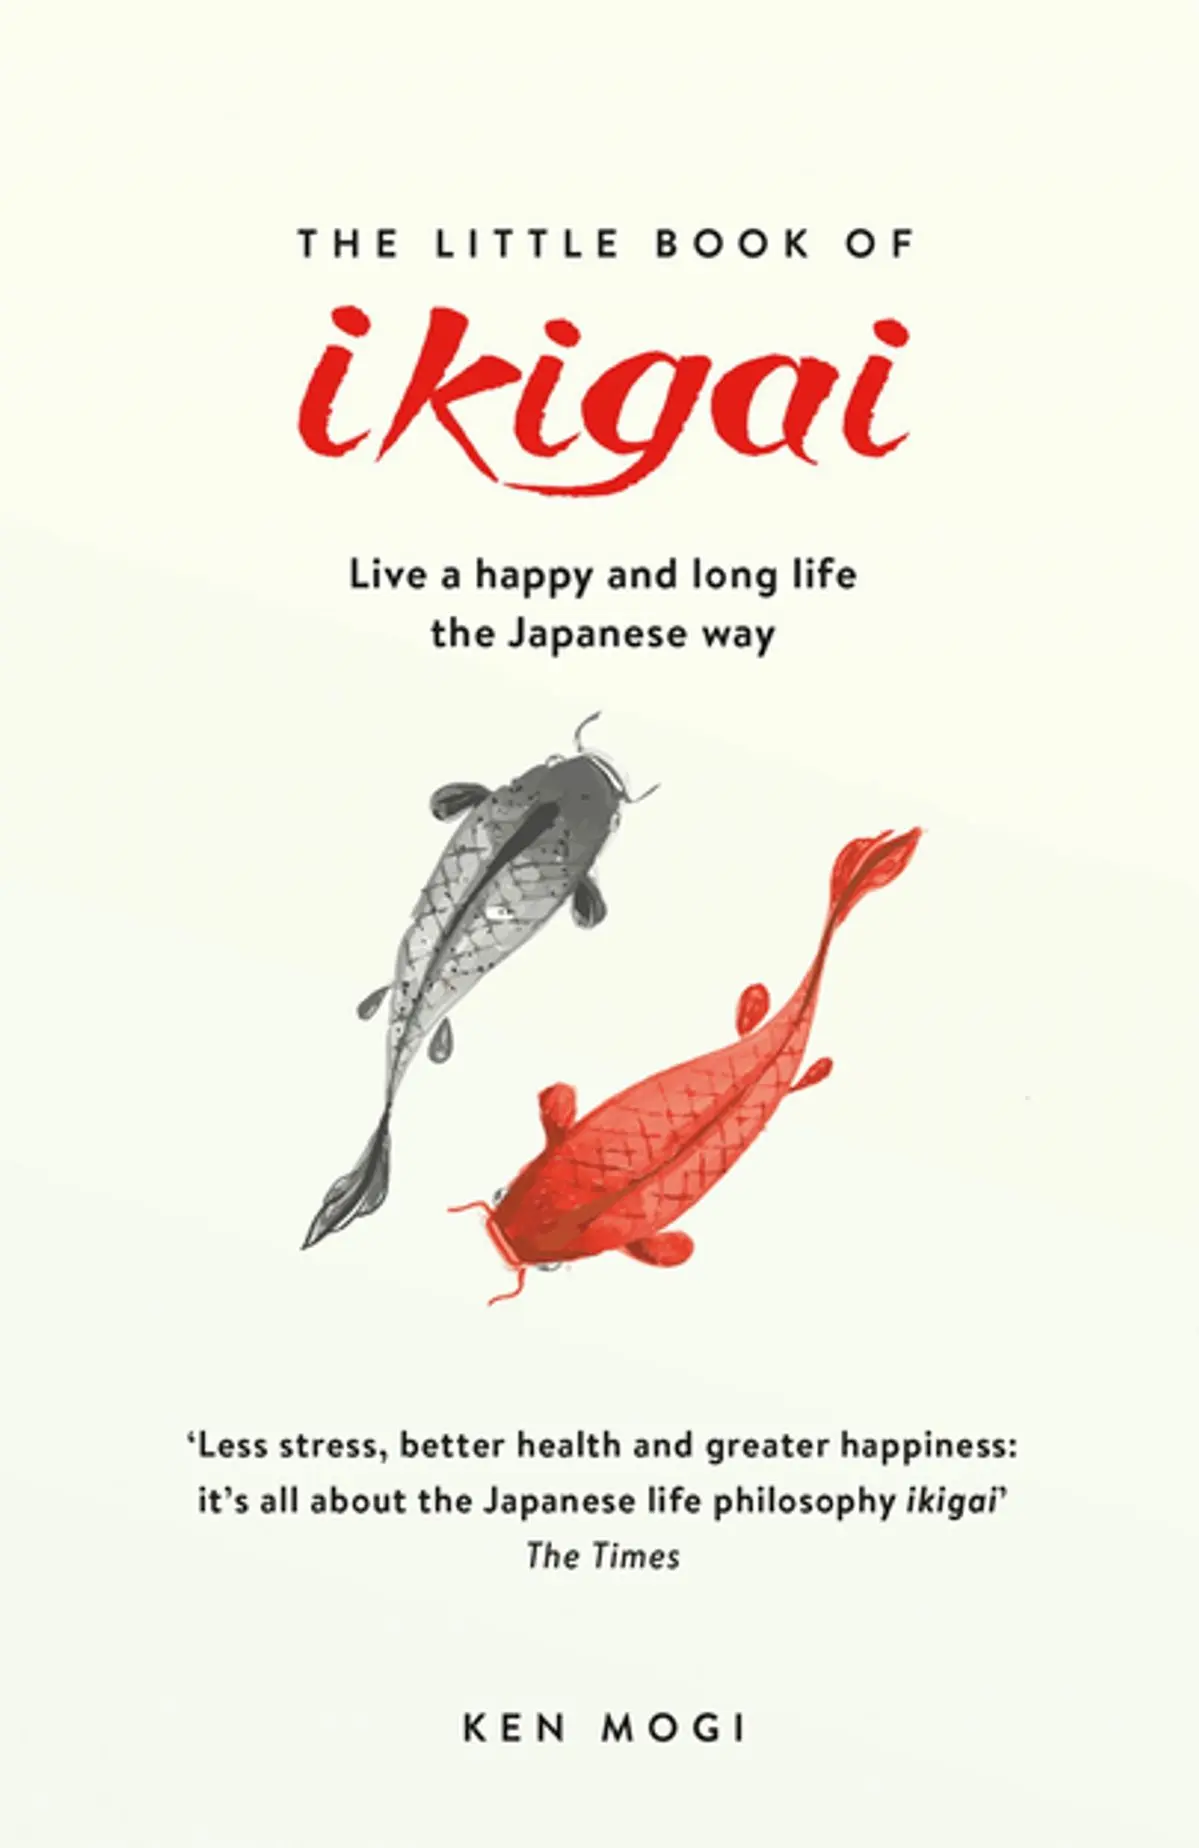 THE LITTLE BOOK OF
ikigai
Live a happy and long life
the Japanese way
‘Less stress, better health and greater happiness:
it’s all about the Japanese life philosophy ikigai’
The Times
KEN MOGI